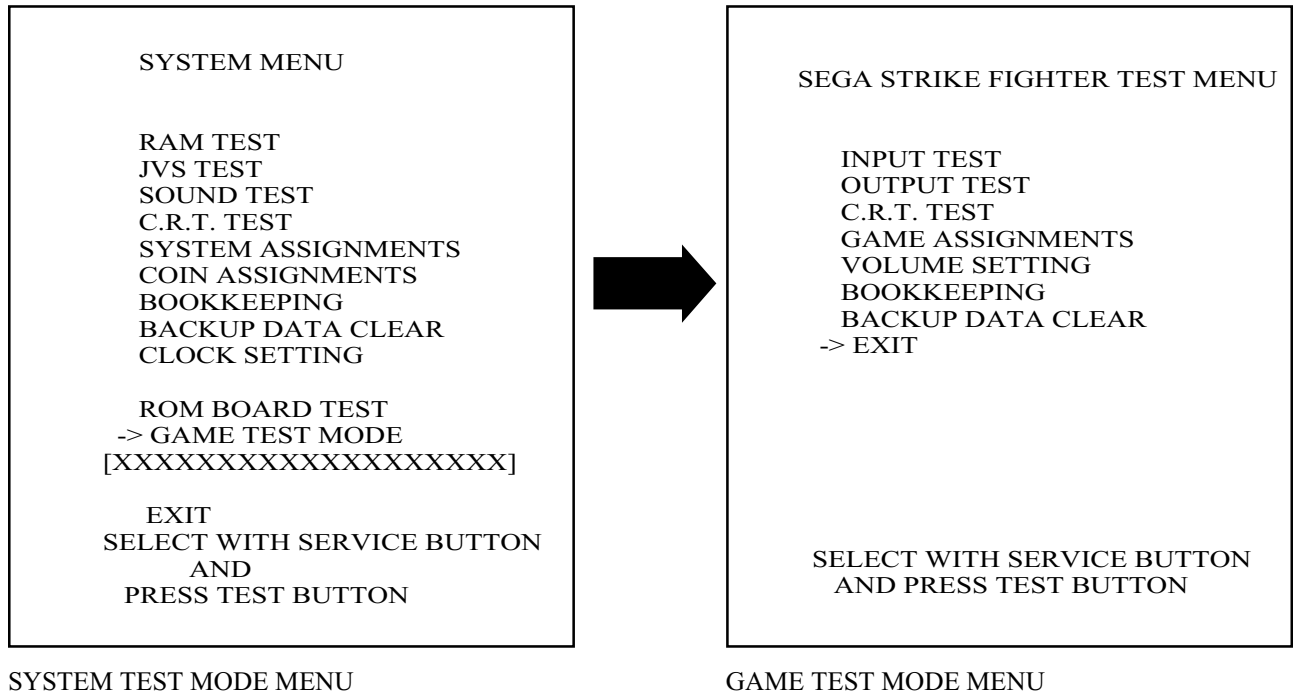 SYSTEM MENU
RAM TEST
JVS TEST
SOUND TEST
C.R.T. TEST
SYSTEM ASSIGNMENTS
COIN ASSIGNMENTS
BOOKKEEPING
BACKUP DATA CLEAR
CLOCK SETTING
ROM BOARD TEST
-> GAME TEST MODE
[XXXXXXXXXXXXXXXXXXX]
EXIT
SELECT WITH SERVICE BUTTON
AND
PRESS TEST BUTTON
SYSTEM TEST MODE MENU
SEGA STRIKE FIGHTER TEST MENU
INPUT TEST
OUTPUT TEST
C.R.T. TEST
GAME ASSIGNMENTS
VOLUME SETTING
BOOKKEEPING
BACKUP DATA CLEAR
-> EXIT
SELECT WITH SERVICE BUTTON
AND PRESS TEST BUTTON
GAME TEST MODE MENU